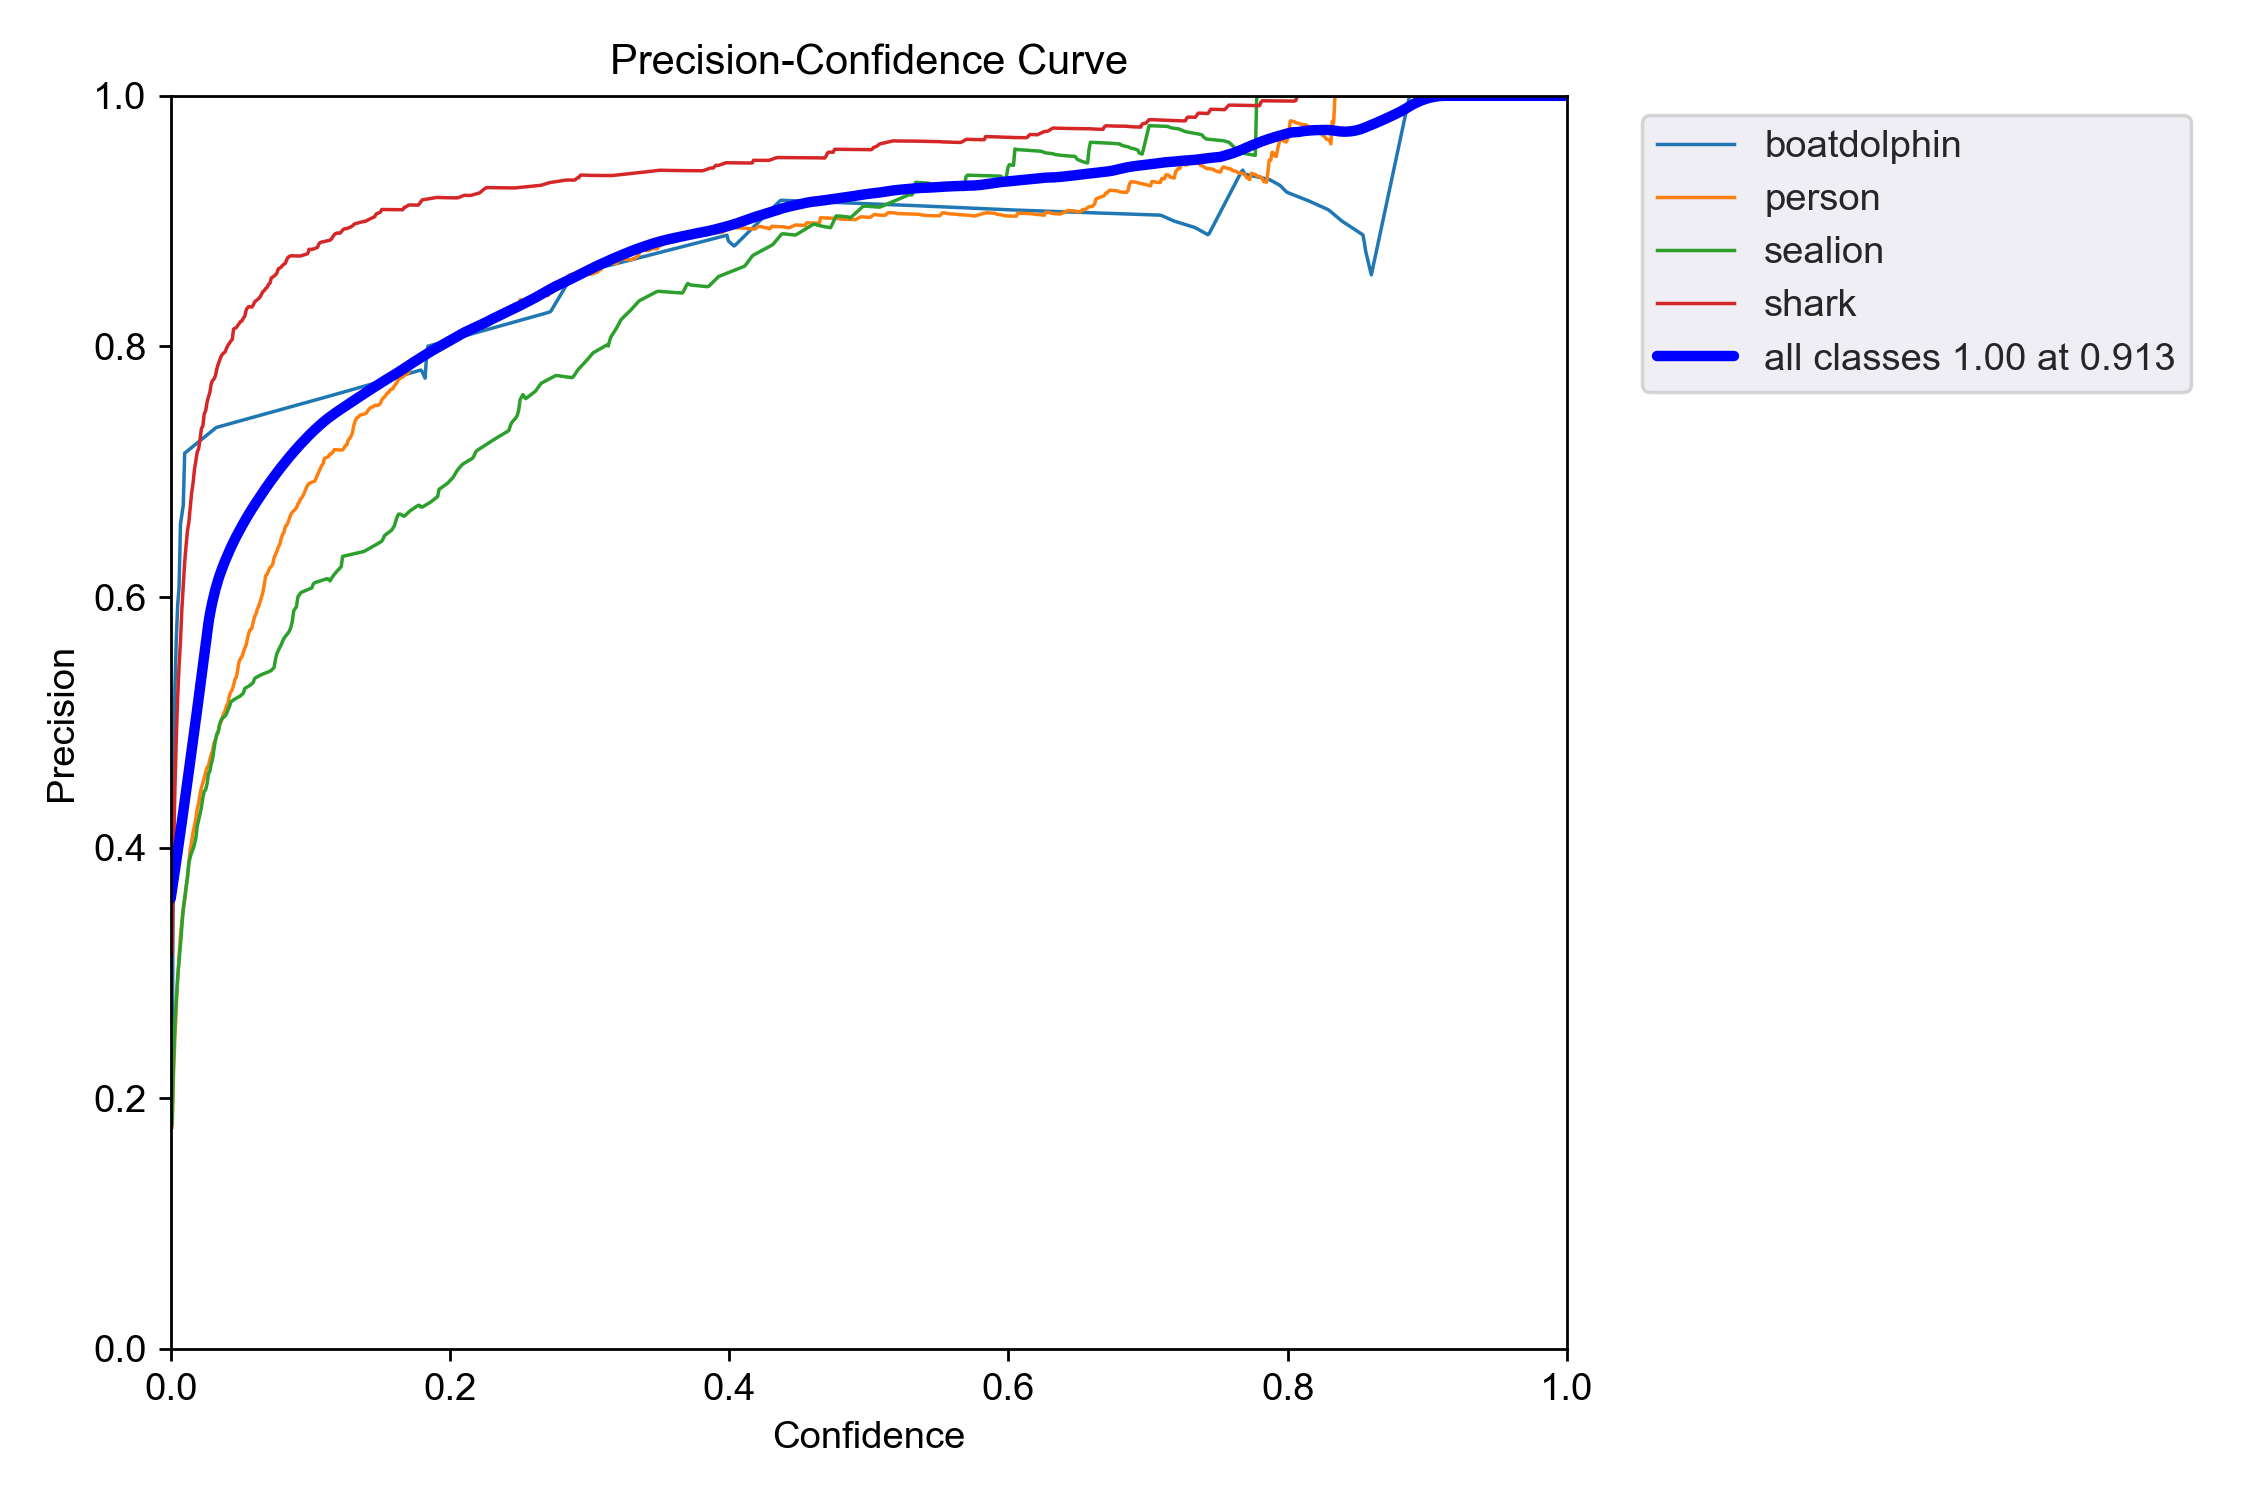 Precision-Confidence Curve
1.0
0.8
0.6
0.4
0.2
0.0
Precision
0.0 0.2 0.4 0.6 0.8 1.0
Confidence
boatdolphin
person
sealion
shark
all classes 1.00 at 0.913